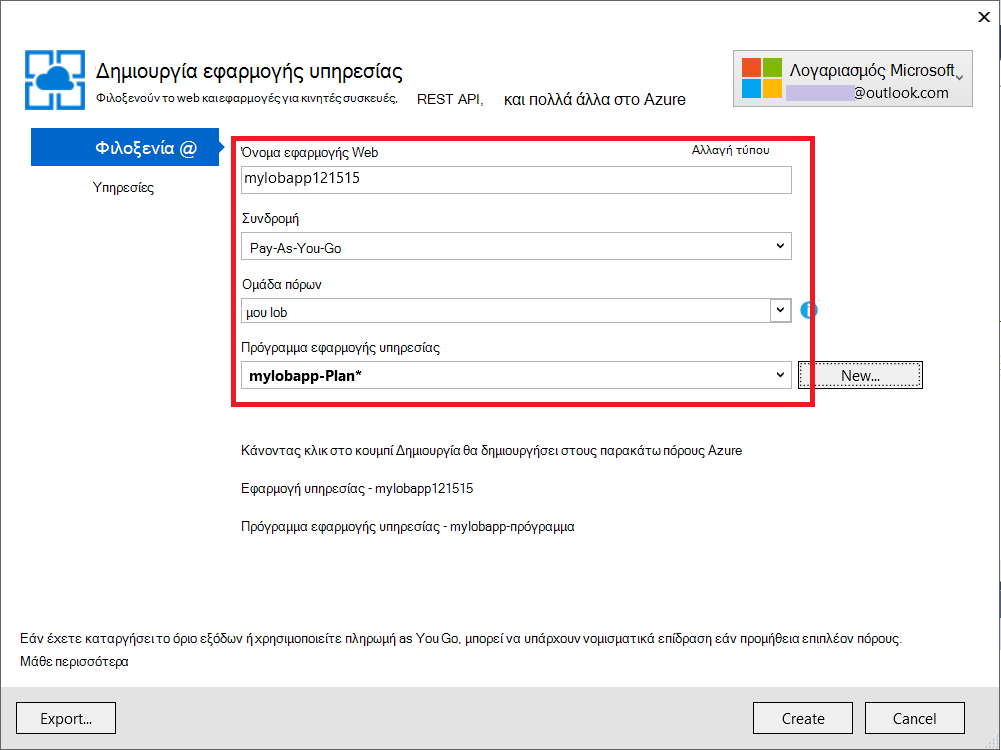 Δημιουργία εφαρμογής υπηρεσίας
Φιλοξενούν το web και εφαρμογές για κινητές συσκευές, REST API, και πολλά άλλα στο Azure
Λογαριασμός Microsoft
@outlook.com
Φιλοξενία @
Υπηρεσίες
Όνομα εφαρμογής Web Αλλαγή τύπου
mylobapp121515
Συνδρομή
Pay-As-You-Go
Ομάδα πόρων
μου lob
Πρόγραμμα εφαρμογής υπηρεσίας
mylobapp-Plan* New...
Κάνοντας κλικ στο κουμπί Δημιουργία θα δημιουργήσει στους παρακάτω πόρους Azure
Εφαρμογή υπηρεσίας - mylobapp121515
Πρόγραμμα εφαρμογής υπηρεσίας - mylobapp-πρόγραμμα
Εάν έχετε καταργήσει το όριο εξόδων ή χρησιμοποιείτε πληρωμή as You Go, μπορεί να υπάρχουν νομισματικά επίδραση εάν προμήθεια επιπλέον πόρους.
Μάθε περισσότερα
Export... Create Cancel